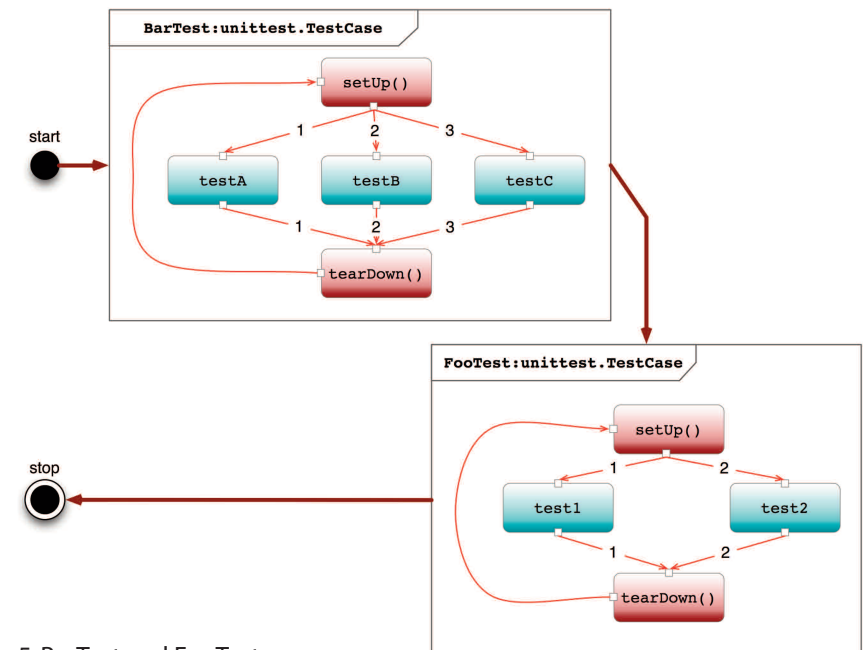 BarTest:unittest.TestCase
setUp()
start
1 2 3
testA testB testC
1 2 3
tearDown()
FooTest:unittest.TestCase
setUp()
stop
1 2
test1 test2
1 2
tearDown()